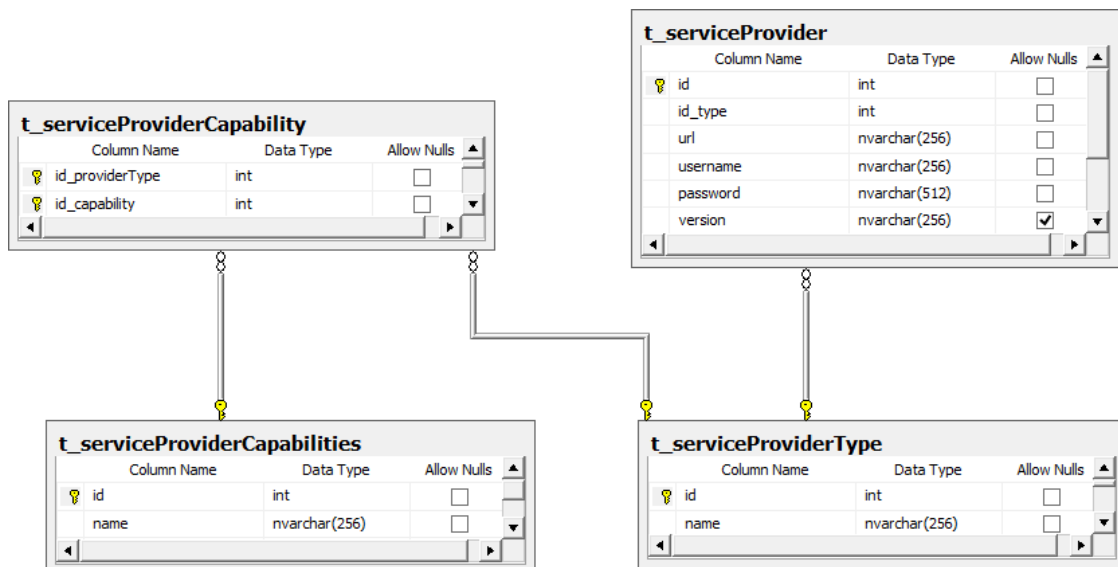 t_serviceProvider
Column Name Data Type Allow Nulls
id int
id_type int
url nvarchar(256)
username nvarchar(256)
password nvarchar(512)
version nvarchar(256)
t_serviceProviderCapability
Column Name Data Type Allow Nulls
id_providerType int
id_capability int
t_serviceProviderCapabilities
Column Name Data Type Allow Nulls
id int
name nvarchar(256)
t_serviceProviderType
Column Name Data Type Allow Nulls
id int
name nvarchar(256)